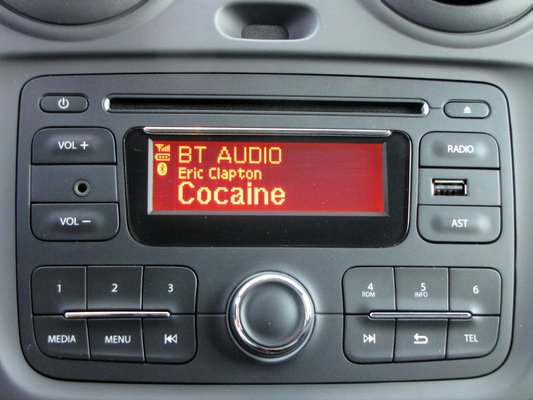 VOL +
BT AUDIO
Eric Clapton
Cocaine
RADIO
VOL −
AST
1 2 3
4 5 6
RDM INFO
MEDIA MENU
TEL